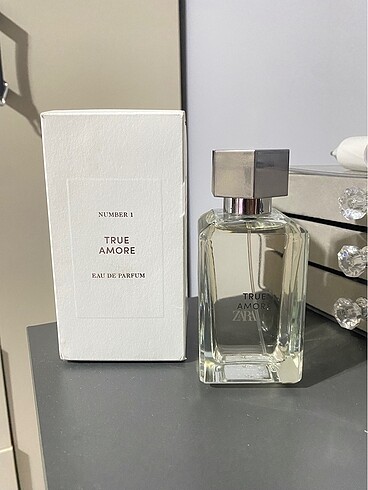 NUMBER 1
TRUE
AMORE
EAU DE PARFUM
TRUE
AMORE
ZARA